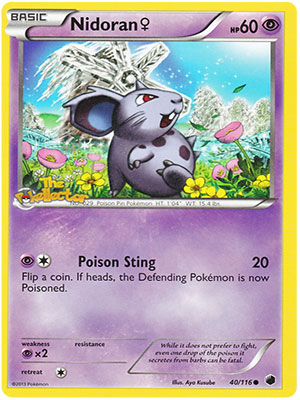 BASIC
Nidoran♀ HP60
The
Collector
NO. 029 Poison Pin Pokémon HT: 1'04" WT: 15.4 lbs.
Poison Sting 20
Flip a coin. If heads, the Defending Pokémon is now
Poisoned.
weakness resistance
×2
retreat
While it does not prefer to fight,
even one drop of the poison it
secretes from barbs can be fatal.
Illus. Ayo Kusube 40/116
©2013 Pokémon